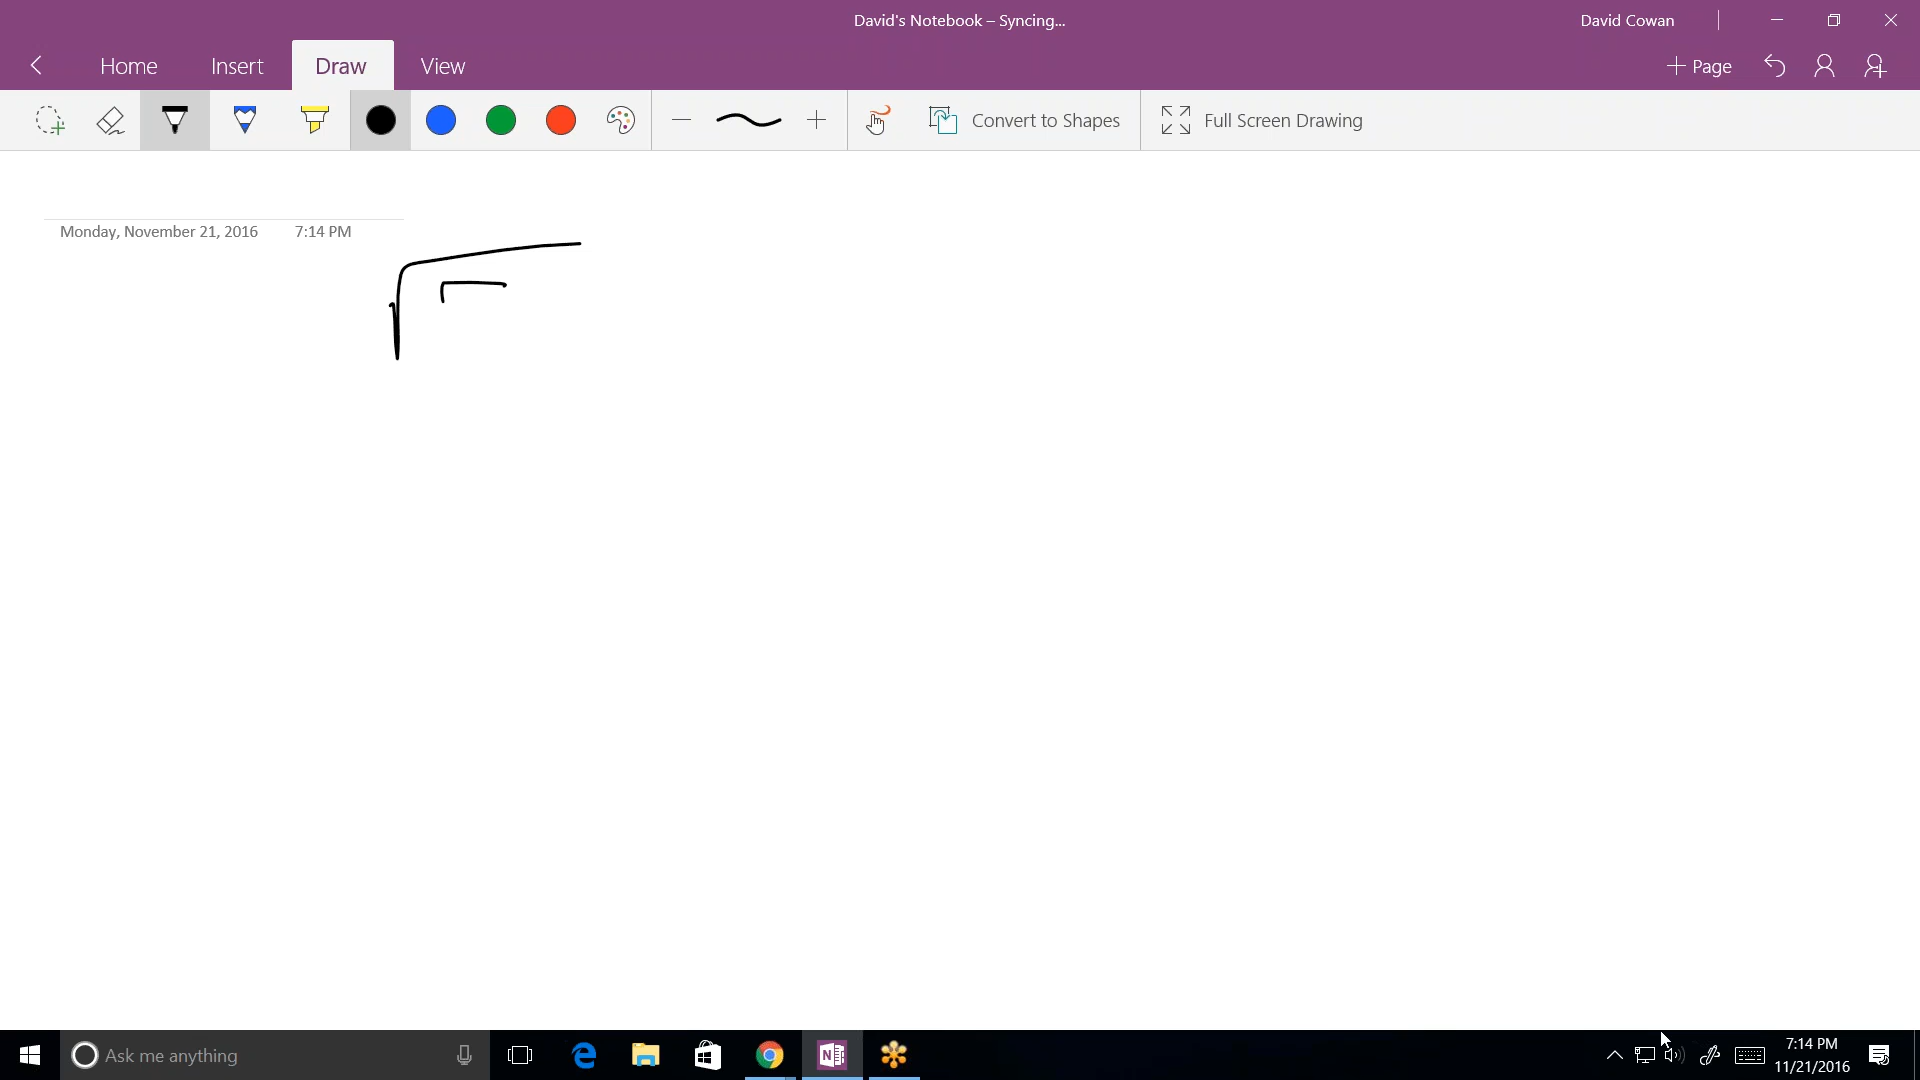 David's Notebook – Syncing...
David Cowan
Home
Insert
Draw
View
Page
Convert to Shapes
Full Screen Drawing
Monday, November 21, 2016
7:14 PM
Ask me anything
7:14 PM
11/21/2016